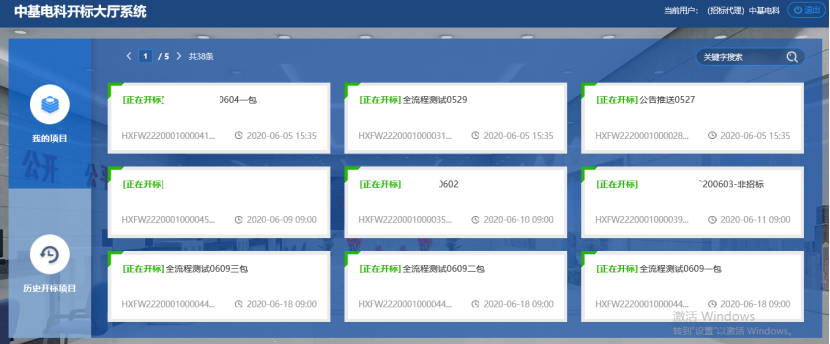 中基电科开标大厅系统
当前用户： (招标代理) 中基电科
退出
1 / 5 共38条
关键字搜索
我的项目
历史开标项目
[正在开标] 0604一包
HXFW2220001000041... 2020-06-05 15:35
[正在开标] 全流程测试0529
HXFW2220001000031... 2020-06-05 15:35
[正在开标] 公告推送0527
HXFW2220001000028... 2020-06-05 15:35
[正在开标]
HXFW2220001000045... 2020-06-09 09:00
[正在开标] 0602
HXFW2220001000035... 2020-06-10 09:00
[正在开标] 200603-非招标
HXFW2220001000039... 2020-06-11 09:00
[正在开标] 全流程测试0609三包
HXFW2220001000044... 2020-06-18 09:00
[正在开标] 全流程测试0609二包
HXFW2220001000044... 2020-06-18 09:00
[正在开标] 全流程测试0609一包
HXFW2220001000044... 2020-06-18 09:00
激活 Windows
转到"设置"以激活 Windows。